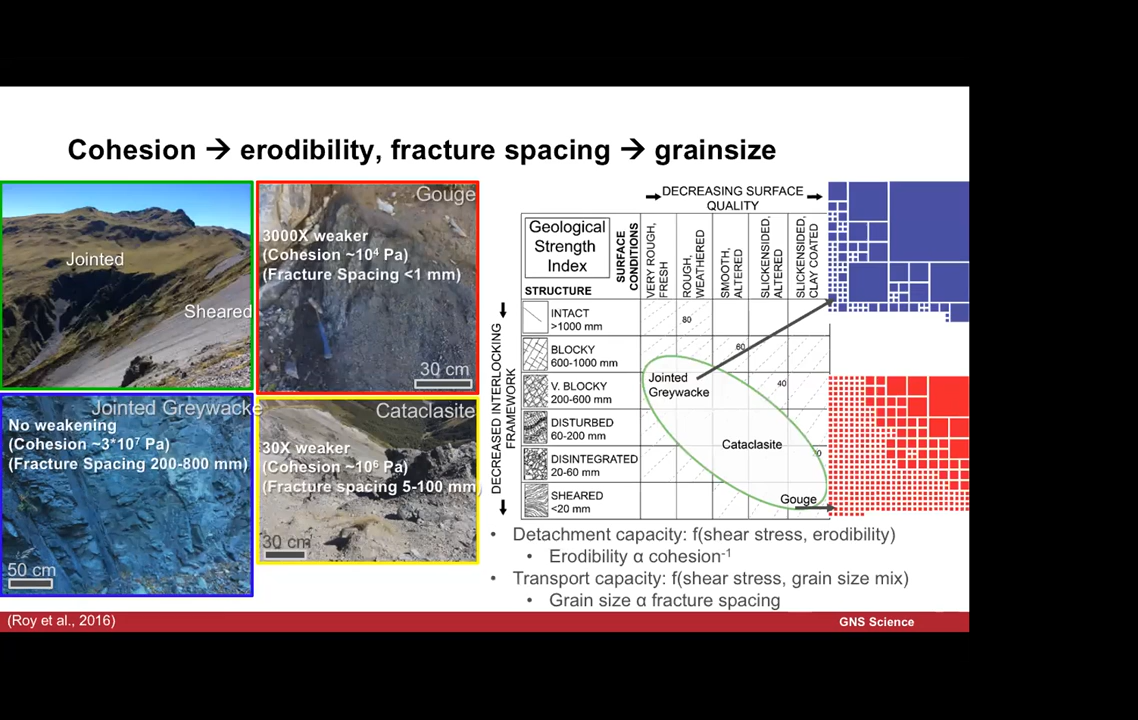 Cohesion → erodibility, fracture spacing → grainsize
Jointed
Sheared
Gouge
3000X weaker
(Cohesion ~10⁴ Pa)
(Fracture Spacing <1 mm)
30 cm
Jointed Greywacke
No weakening
(Cohesion ~3*10⁷ Pa)
(Fracture Spacing 200-800 mm)
50 cm
Cataclasite
30X weaker
(Cohesion ~10⁶ Pa)
(Fracture spacing 5-100 mm)
30 cm
DECREASING SURFACE
QUALITY
Geological
Strength
Index
SURFACE
CONDITIONS
VERY ROUGH,
FRESH
ROUGH,
WEATHERED
SMOOTH,
ALTERED
SLICKENSIDED,
ALTERED
SLICKENSIDED,
CLAY COATED
STRUCTURE
DECREASED INTERLOCKING
FRAMEWORK
INTACT
>1000 mm
BLOCKY
600-1000 mm
V. BLOCKY
200-600 mm
DISTURBED
60-200 mm
DISINTEGRATED
20-60 mm
SHEARED
<20 mm
80
60
40
Jointed
Greywacke
Cataclasite
Gouge
• Detachment capacity: f(shear stress, erodibility)
• Erodibility α cohesion⁻¹
• Transport capacity: f(shear stress, grain size mix)
• Grain size α fracture spacing
(Roy et al., 2016)
GNS Science